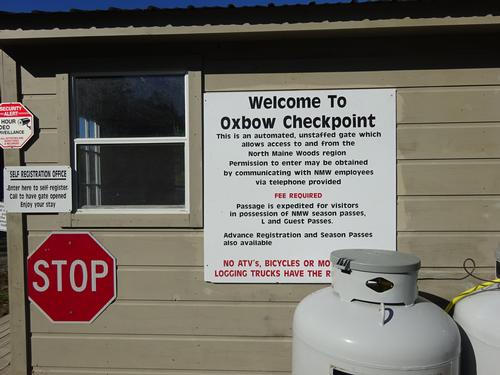 SECURITY
ALERT
HOUR
VEILLANCE
SELF REGISTRATION OFFICE
Enter here to self register
Call to have gate opened
Enjoy your stay
STOP
Welcome To
Oxbow Checkpoint
This is an automated, unstaffed gate which
allows access to and from the
North Maine Woods region
Permission to enter may be obtained
by communicating with NMW employees
via telephone provided
FEE REQUIRED
Passage is expedited for visitors
in possession of NMW season passes,
L and Guest Passes.
Advance Registration and Season Passes
also available
NO ATV's, BICYCLES OR MO
LOGGING TRUCKS HAVE THE R